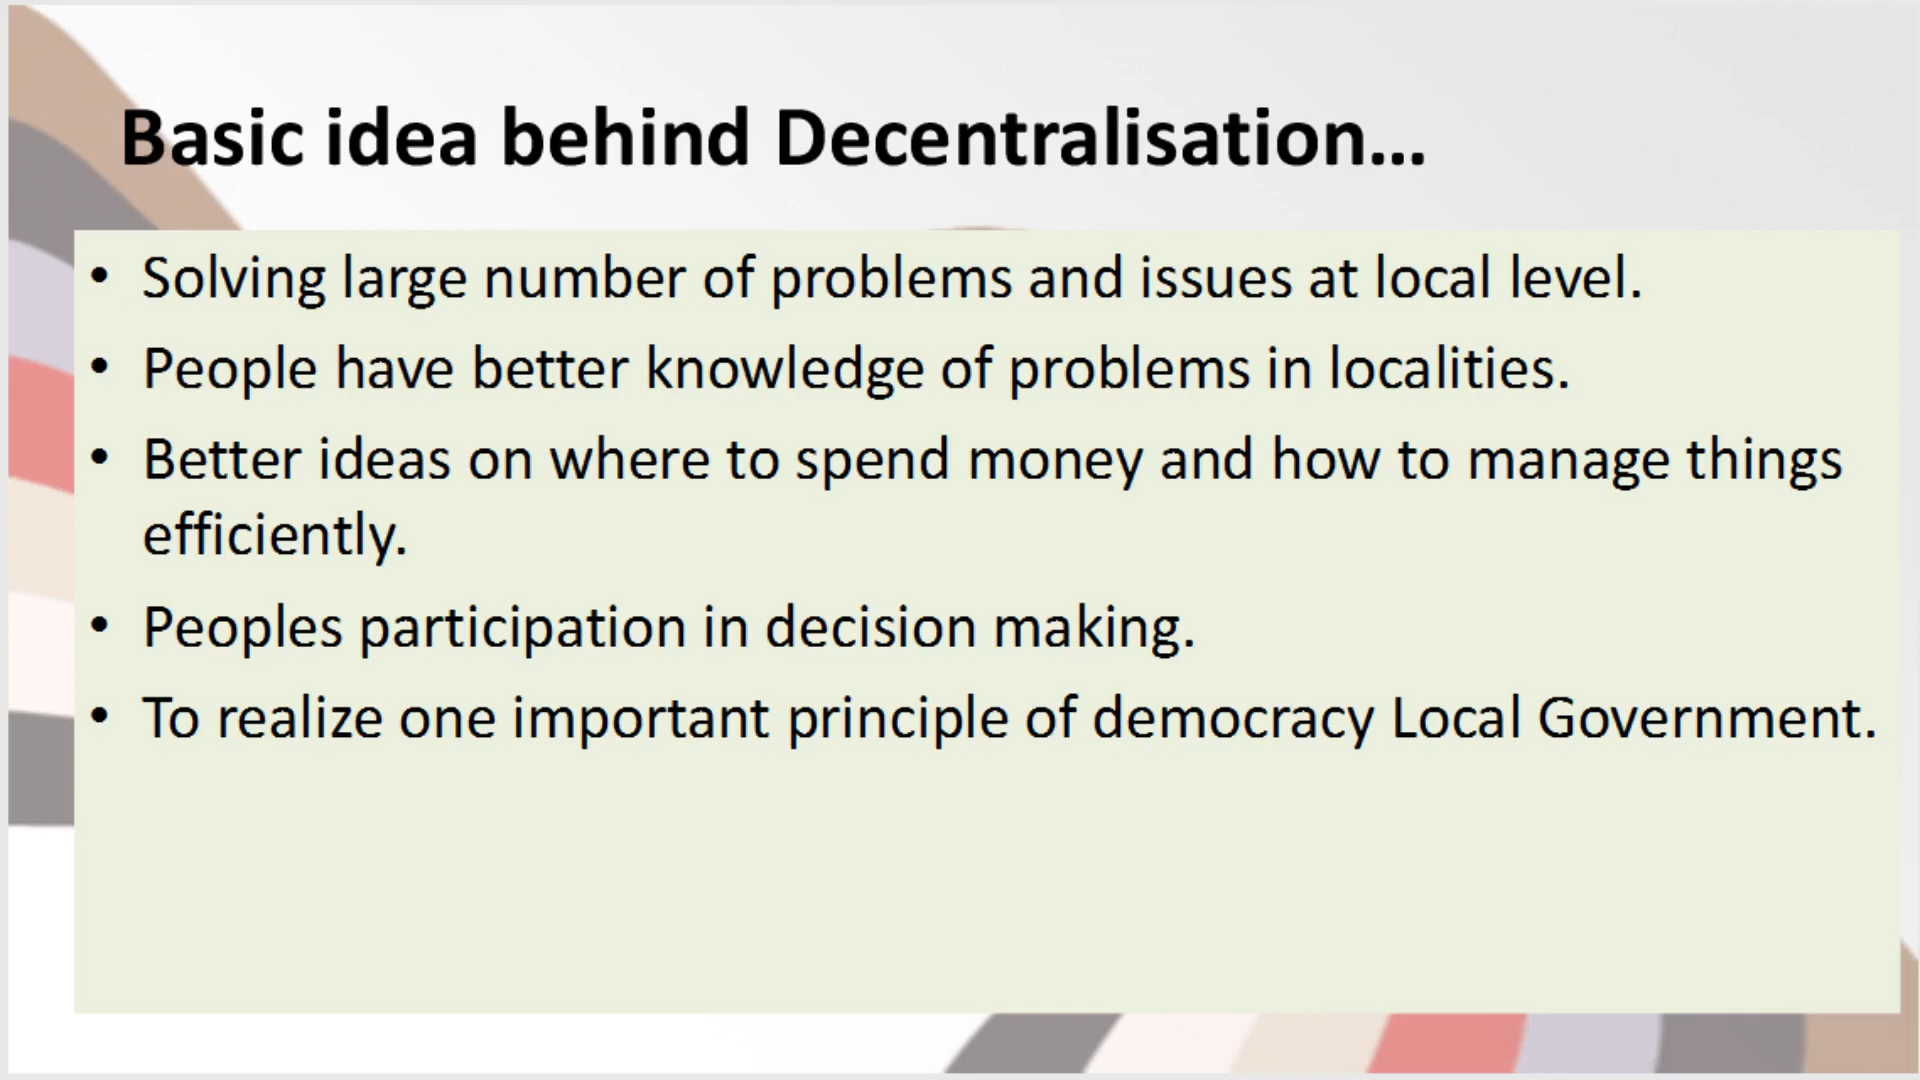 Basic idea behind Decentralisation...
• Solving large number of problems and issues at local level.
• People have better knowledge of problems in localities.
• Better ideas on where to spend money and how to manage things
efficiently.
• Peoples participation in decision making.
• To realize one important principle of democracy Local Government.